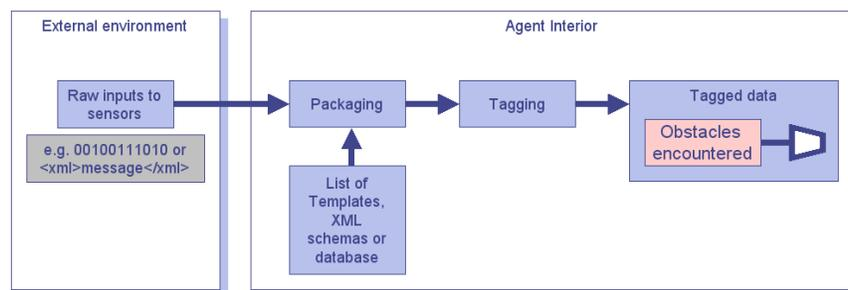 External environment
Agent Interior
Raw inputs to
sensors
e.g. 00100111010 or
<xml>message</xml>
Packaging
Tagging
Tagged data
Obstacles
encountered
List of
Templates,
XML
schemas or
database